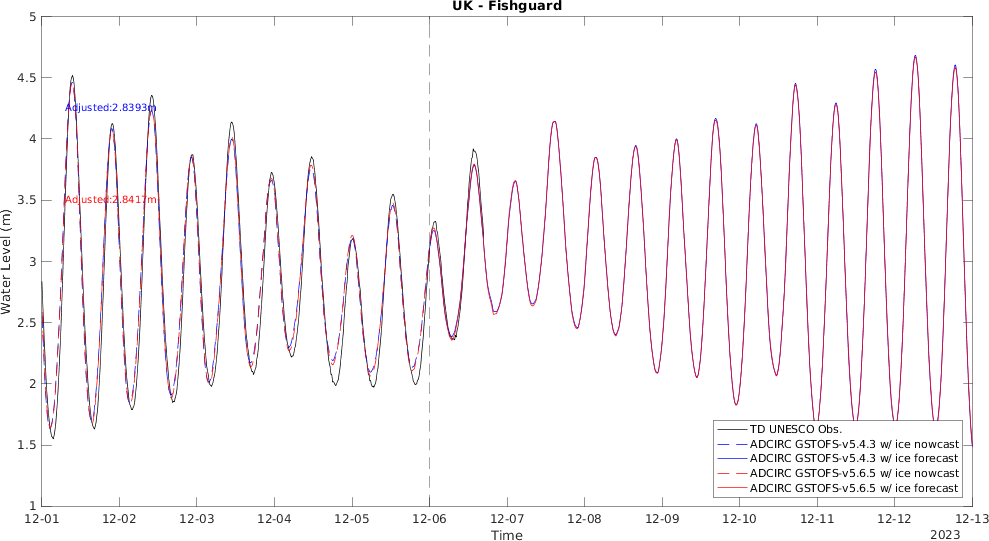 UK - Fishguard
5
4.5
4
3.5
3
2.5
2
1.5
1
Water Level (m)
Adjusted:2.8393m
Adjusted:2.8417m
TD UNESCO Obs.
ADCIRC GSTOFS-v5.4.3 w/ ice nowcast
ADCIRC GSTOFS-v5.4.3 w/ ice forecast
ADCIRC GSTOFS-v5.6.5 w/ ice nowcast
ADCIRC GSTOFS-v5.6.5 w/ ice forecast
12-01 12-02 12-03 12-04 12-05 12-06 12-07 12-08 12-09 12-10 12-11 12-12 12-13
Time
2023